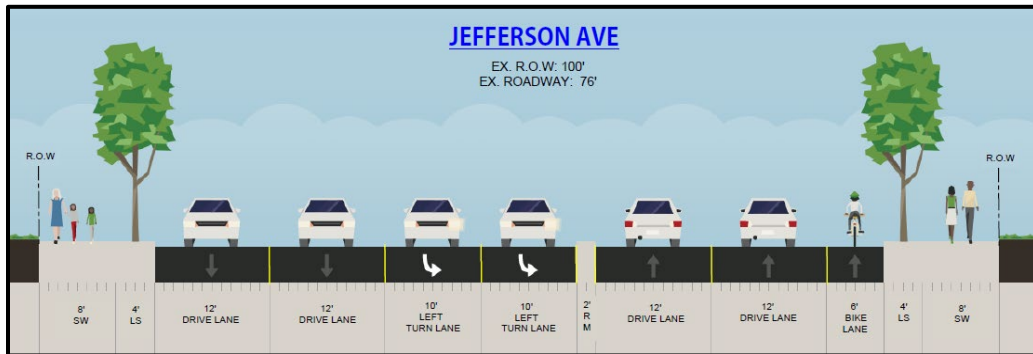 JEFFERSON AVE
EX. R.O.W: 100'
EX. ROADWAY: 76'
R.O.W
R.O.W
8'
SW
4'
LS
12'
DRIVE LANE
12'
DRIVE LANE
10'
LEFT
TURN LANE
10'
LEFT
TURN LANE
2'
R
M
12'
DRIVE LANE
12'
DRIVE LANE
6'
BIKE
LANE
4'
LS
8'
SW